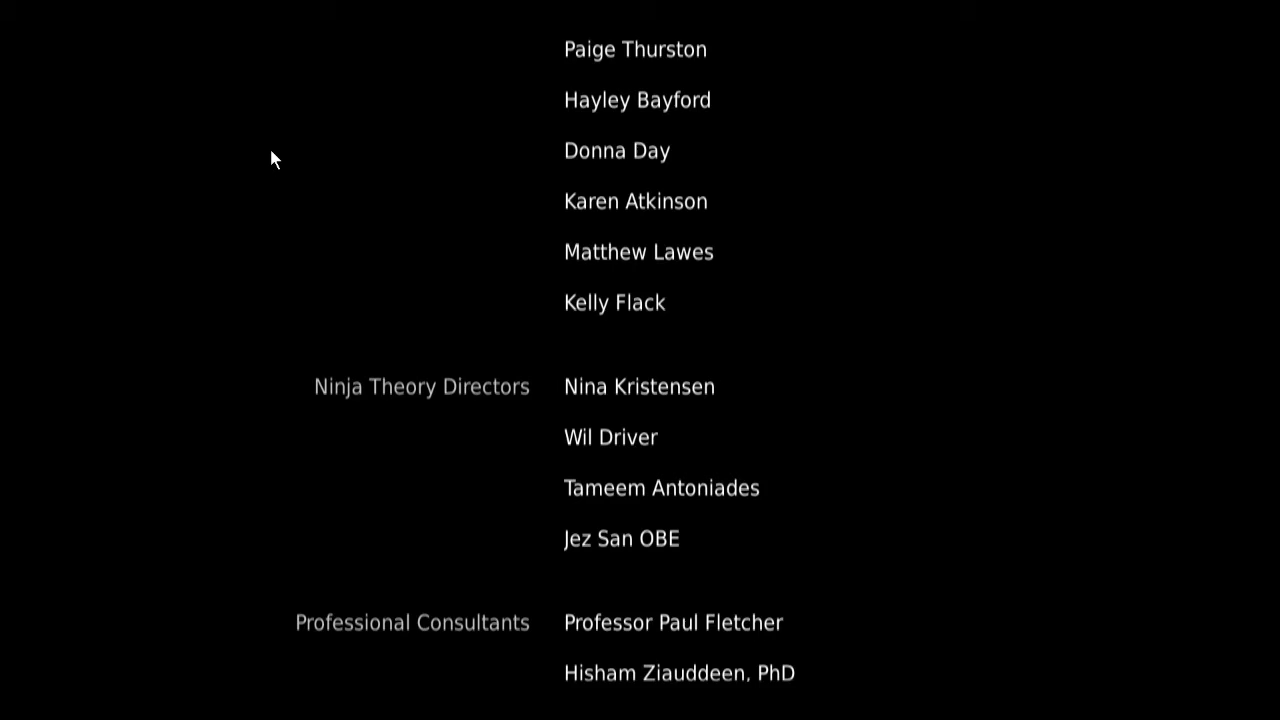 Paige Thurston
Hayley Bayford
Donna Day
Karen Atkinson
Matthew Lawes
Kelly Flack
Ninja Theory Directors Nina Kristensen
Wil Driver
Tameem Antoniades
Jez San OBE
Professional Consultants Professor Paul Fletcher
Hisham Ziauddeen, PhD